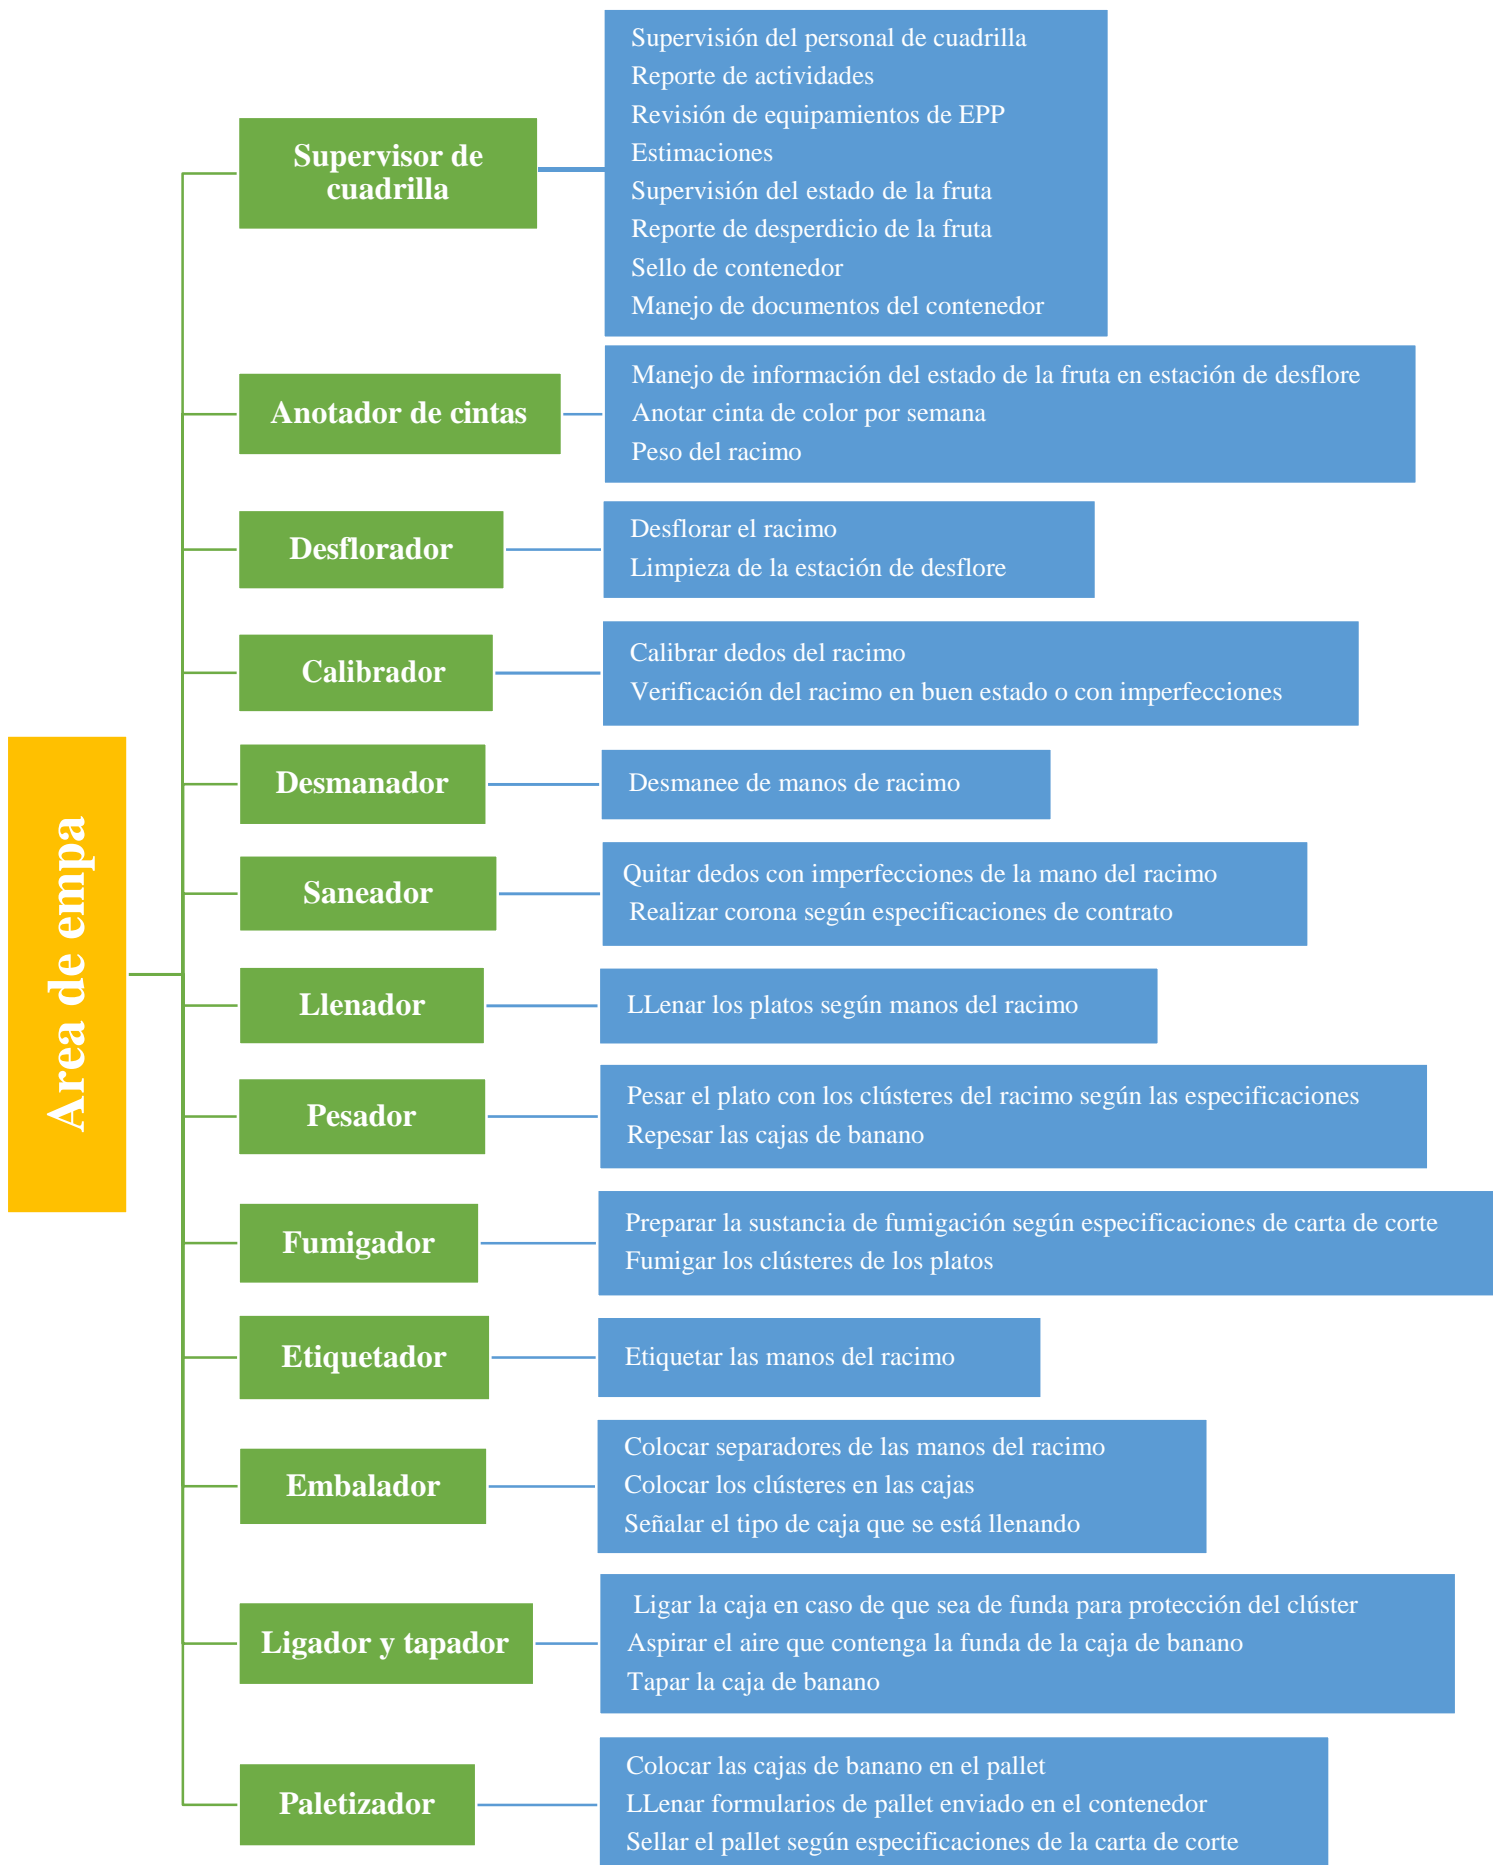 Area de empa
Supervisor de
cuadrilla
Supervisión del personal de cuadrilla
Reporte de actividades
Revisión de equipamientos de EPP
Estimaciones
Supervisión del estado de la fruta
Reporte de desperdicio de la fruta
Sello de contenedor
Manejo de documentos del contenedor
Anotador de cintas
Manejo de información del estado de la fruta en estación de desflore
Anotar cinta de color por semana
Peso del racimo
Desflorador
Desflorar el racimo
Limpieza de la estación de desflore
Calibrador
Calibrar dedos del racimo
Verificación del racimo en buen estado o con imperfecciones
Desmanador
Desmanee de manos de racimo
Saneador
Quitar dedos con imperfecciones de la mano del racimo
Realizar corona según especificaciones de contrato
Llenador
LLenar los platos según manos del racimo
Pesador
Pesar el plato con los clústeres del racimo según las especificaciones
Repesar las cajas de banano
Fumigador
Preparar la sustancia de fumigación según especificaciones de carta de corte
Fumigar los clústeres de los platos
Etiquetador
Etiquetar las manos del racimo
Embalador
Colocar separadores de las manos del racimo
Colocar los clústeres en las cajas
Señalar el tipo de caja que se está llenando
Ligador y tapador
Ligar la caja en caso de que sea de funda para protección del clúster
Aspirar el aire que contenga la funda de la caja de banano
Tapar la caja de banano
Paletizador
Colocar las cajas de banano en el pallet
LLenar formularios de pallet enviado en el contenedor
Sellar el pallet según especificaciones de la carta de corte